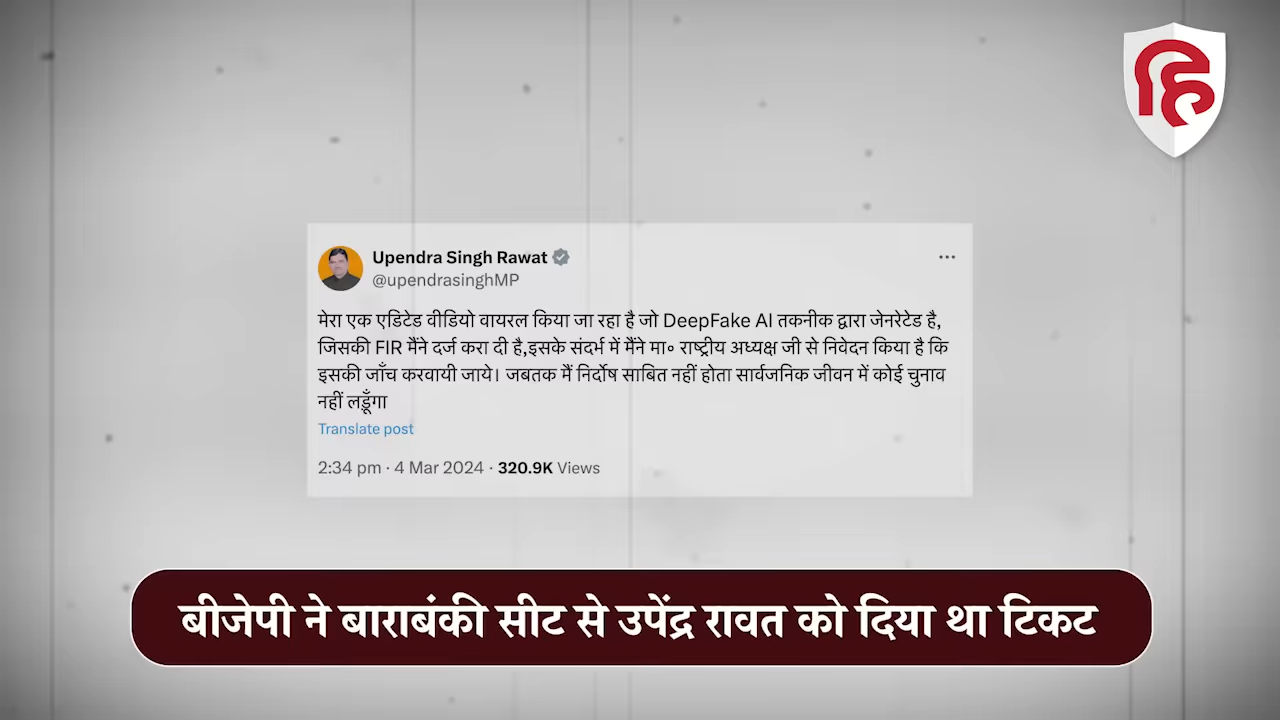 हि
Upendra Singh Rawat
@upendrasinghMP
मेरा एक एडिटेड वीडियो वायरल किया जा रहा है जो DeepFake AI तकनीक द्वारा जेनरेटेड है,
जिसकी FIR मैंने दर्ज करा दी है,इसके संदर्भ में मैंने मा० राष्ट्रीय अध्यक्ष जी से निवेदन किया है कि
इसकी जाँच करवायी जाये। जबतक मैं निर्दोष साबित नहीं होता सार्वजनिक जीवन में कोई चुनाव
नहीं लड़ूँगा
Translate post
2:34 pm · 4 Mar 2024 · 320.9K Views
बीजेपी ने बाराबंकी सीट से उपेंद्र रावत को दिया था टिकट